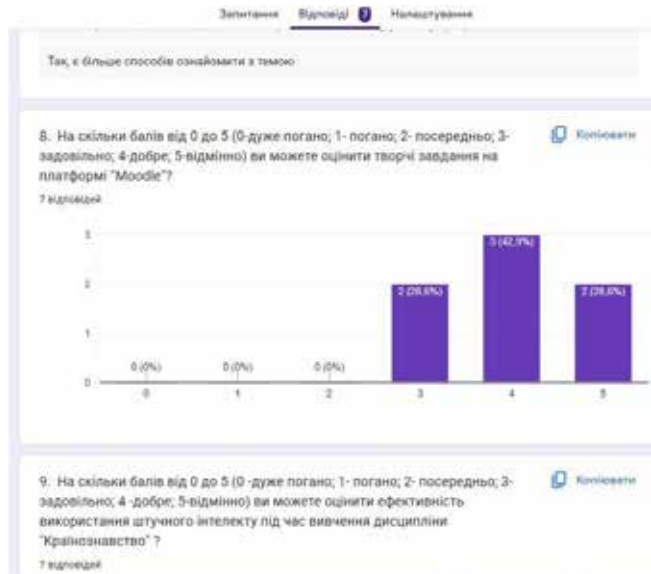 Запитання Відповіді 7 Налаштування
Так, є більше способів ознайомити з темою
8. На скільки балів від 0 до 5 (0-дуже погано; 1- погано; 2- посередньо; 3-
задовільно; 4-добре; 5-відмінно) ви можете оцінити творчі завдання на
платформі "Moodle"?
Копіювати
7 відповідей
3
2
1
0
0 (0%) 0 (0%) 0 (0%) 2 (28,6%) 3 (42,9%) 2 (28,6%)
0 1 2 3 4 5
9. На скільки балів від 0 до 5 (0 -дуже погано; 1- погано; 2- посередньо; 3-
задовільно; 4 -добре; 5-відмінно) ви можете оцінити ефективність
використання штучного інтелекту під час вивчення дисципліни
"Країнознавство" ?
Копіювати
7 відповідей